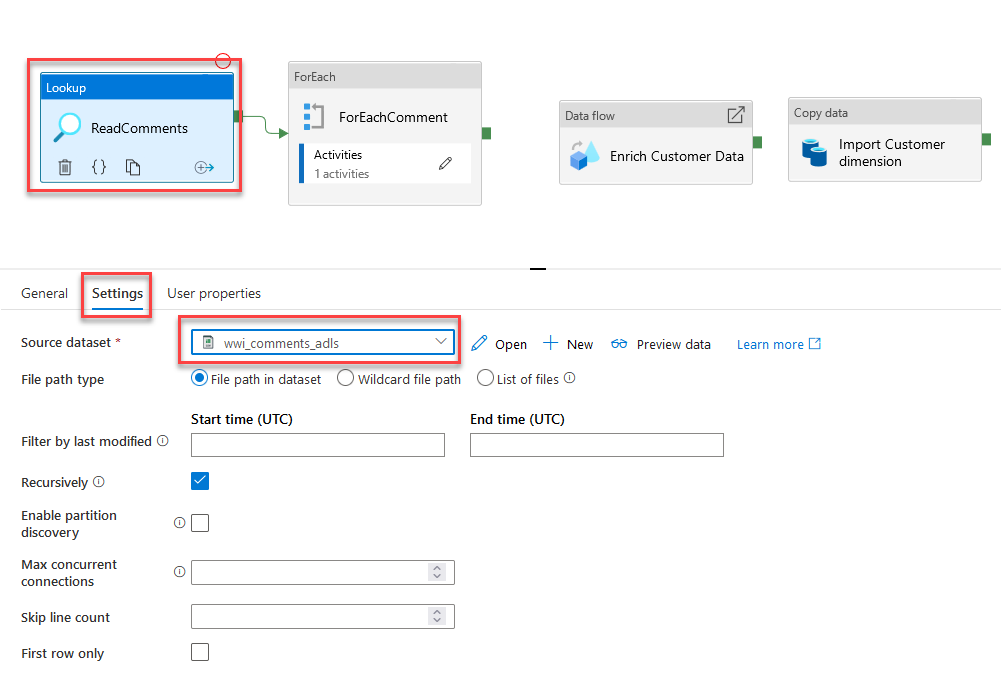 Lookup
ReadComments
{}
ForEach
ForEachComment
Activities
1 activities
Data flow
Enrich Customer Data
Copy data
Import Customer
dimension
General
Settings
User properties
Source dataset *
wwi_comments_adls
Open
New
Preview data
Learn more
File path type
File path in dataset
Wildcard file path
List of files
Start time (UTC)
End time (UTC)
Filter by last modified
Recursively
Enable partition
discovery
Max concurrent
connections
Skip line count
First row only